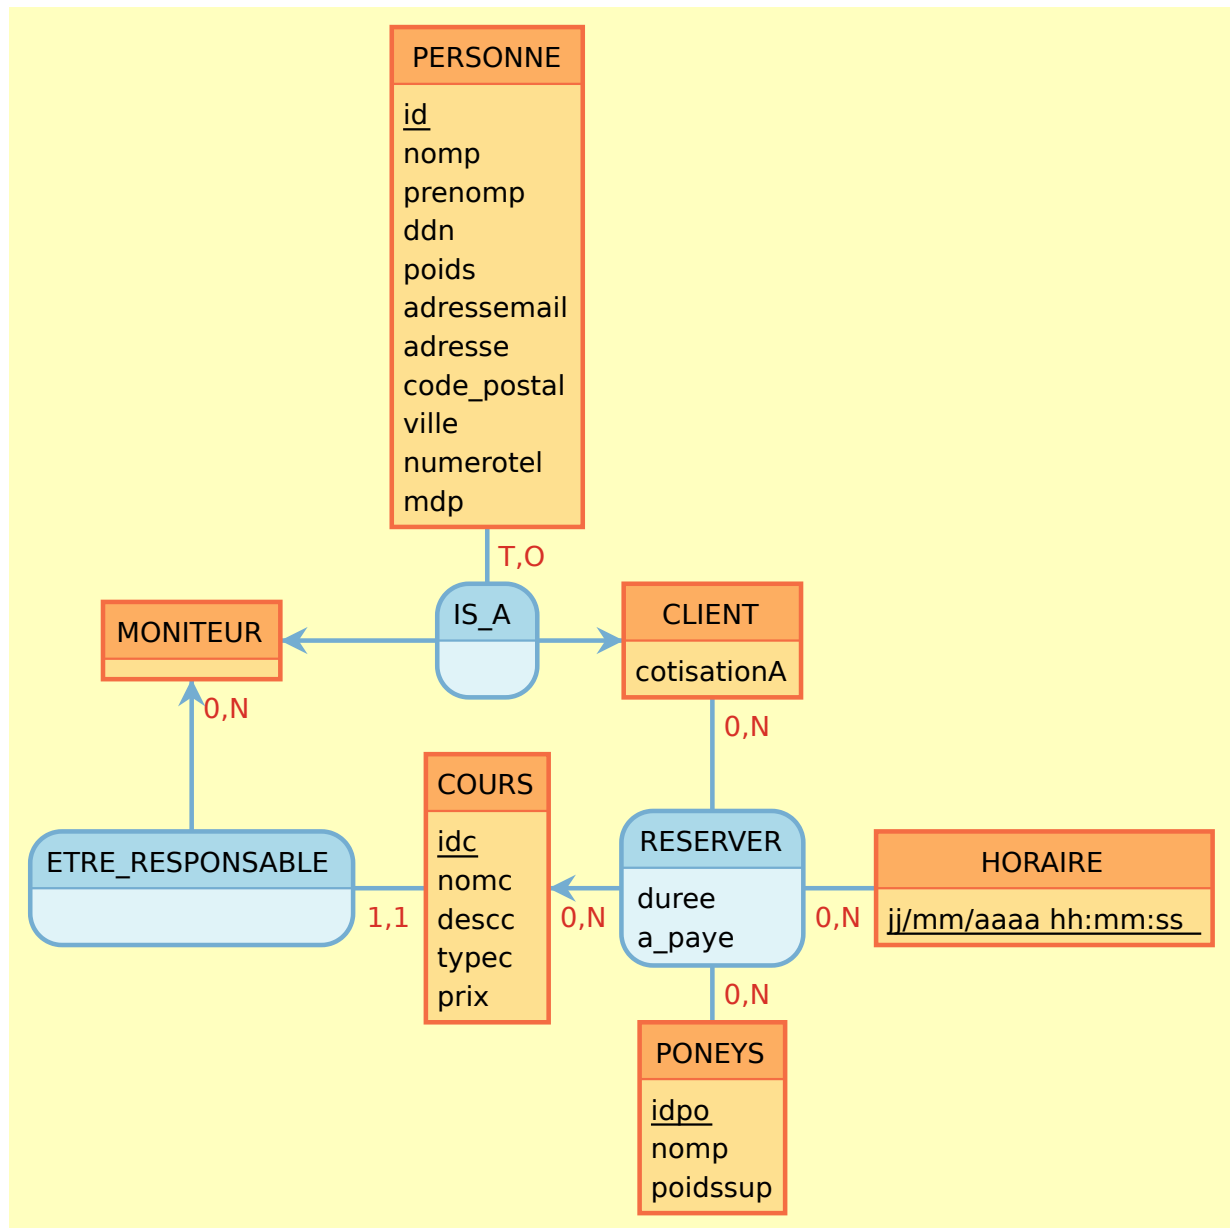 PERSONNE
id
nomp
prenomp
ddn
poids
adressemail
adresse
code_postal
ville
numerotel
mdp
T,O
MONITEUR
IS_A
CLIENT
cotisationA
0,N
0,N
ETRE_RESPONSABLE
1,1
COURS
idc
nomc
descc
typec
prix
0,N
RESERVER
duree
a_paye
0,N
HORAIRE
jj/mm/aaaa hh:mm:ss
0,N
PONEYS
idpo
nomp
poidssup